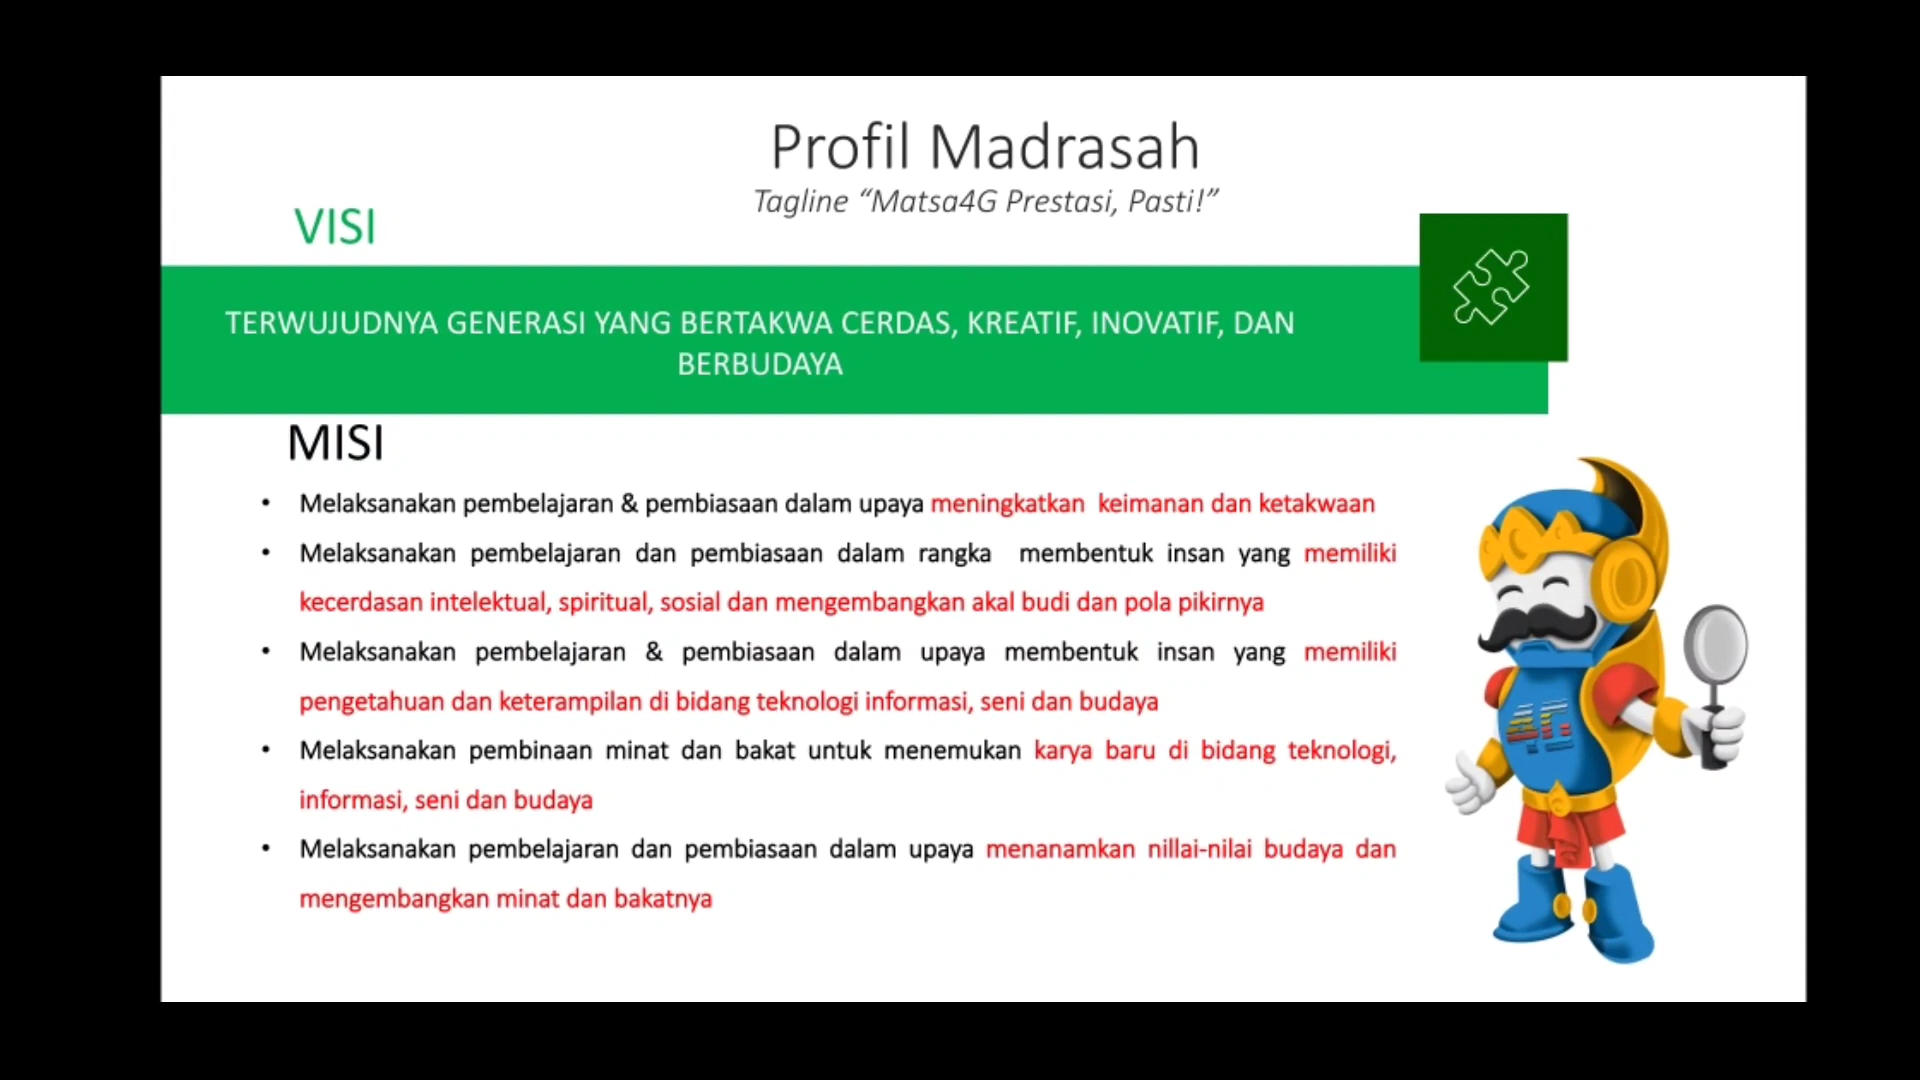 Profil Madrasah
Tagline “Matsa4G Prestasi, Pasti!”
VISI
TERWUJUDNYA GENERASI YANG BERTAKWA CERDAS, KREATIF, INOVATIF, DAN
BERBUDAYA
MISI
• Melaksanakan pembelajaran & pembiasaan dalam upaya meningkatkan keimanan dan ketakwaan
• Melaksanakan pembelajaran dan pembiasaan dalam rangka membentuk insan yang memiliki
kecerdasan intelektual, spiritual, sosial dan mengembangkan akal budi dan pola pikirnya
• Melaksanakan pembelajaran & pembiasaan dalam upaya membentuk insan yang memiliki
pengetahuan dan keterampilan di bidang teknologi informasi, seni dan budaya
• Melaksanakan pembinaan minat dan bakat untuk menemukan karya baru di bidang teknologi,
informasi, seni dan budaya
• Melaksanakan pembelajaran dan pembiasaan dalam upaya menanamkan nillai-nilai budaya dan
mengembangkan minat dan bakatnya
4G